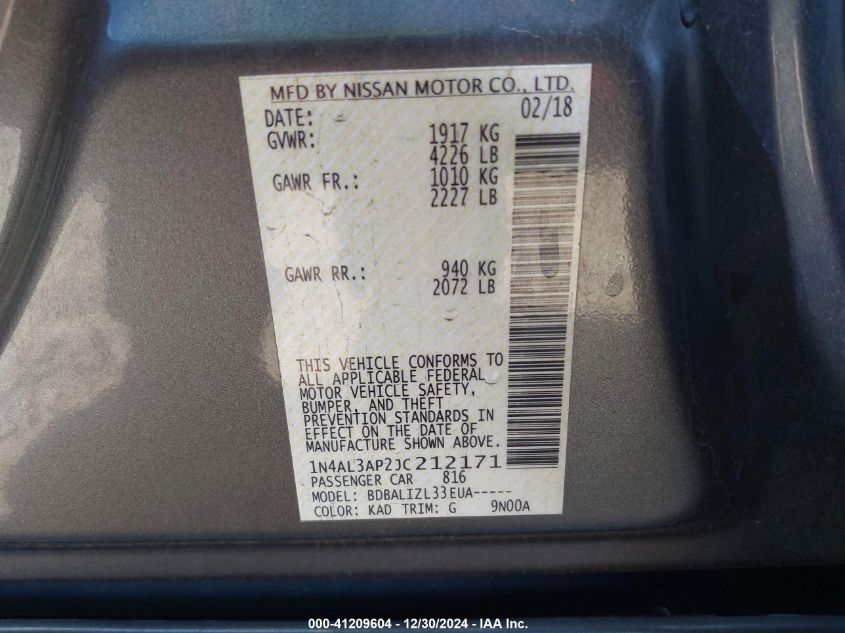 MFD BY NISSAN MOTOR CO., LTD.
DATE: 02/18
GVWR: 1917 KG
4226 LB
GAWR FR.: 1010 KG
2227 LB
GAWR RR.: 940 KG
2072 LB
THIS VEHICLE CONFORMS TO
ALL APPLICABLE FEDERAL
MOTOR VEHICLE SAFETY,
BUMPER, AND THEFT
PREVENTION STANDARDS IN
EFFECT ON THE DATE OF
MANUFACTURE SHOWN ABOVE.
1N4AL3AP2JC212171
PASSENGER CAR 816
MODEL: BDBALIZL33EUA-----
COLOR: KAD TRIM: G 9N00A
000-41209604 - 12/30/2024 - IAA Inc.